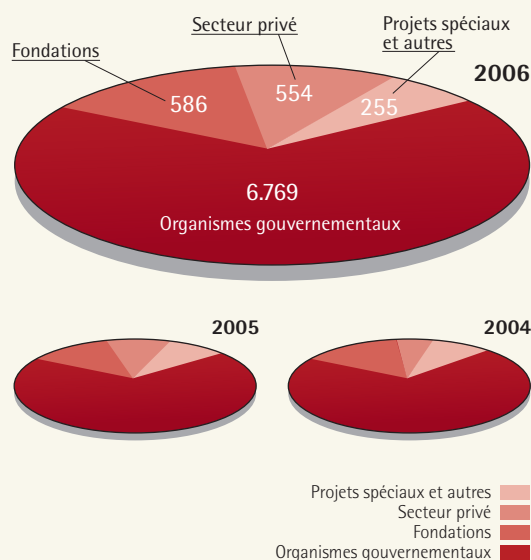 Fondations
Secteur privé
Projets spéciaux
et autres
2006
586
554
255
6.769
Organismes gouvernementaux
2005
2004
Projets spéciaux et autres
Secteur privé
Fondations
Organismes gouvernementaux